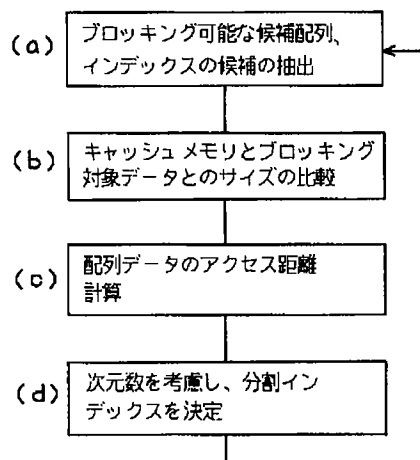 (a)
ブロッキング可能な候補配列、
インデックスの候補の抽出
(b)
キャッシュメモリとブロッキング
対象データとのサイズの比較
(c)
配列データのアクセス距離
計算
(d)
次元数を考慮し、分割イン
デックスを決定